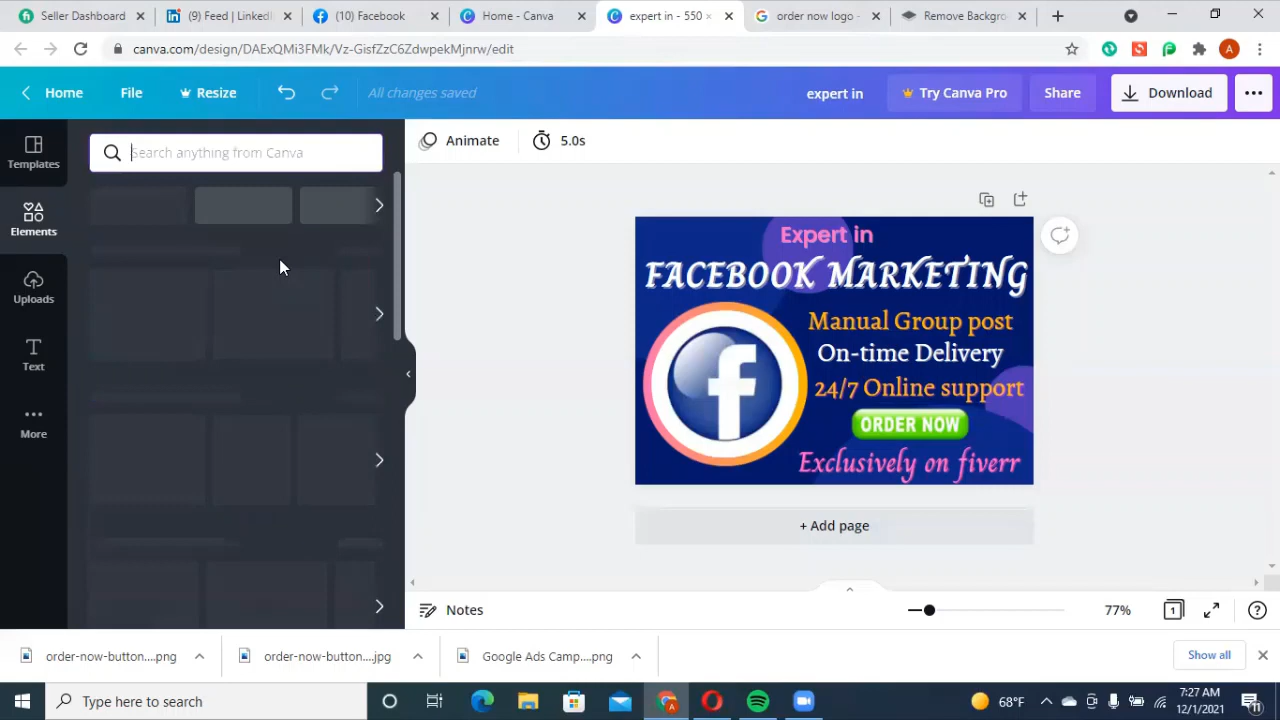 Seller Dashboard
(9) Feed | LinkedI
(10) Facebook
Home - Canva
expert in - 550 ×
order now logo -
Remove Backgro
canva.com/design/DAExQMi3FMk/Vz-GisfZzC6ZdwpekMjnrw/edit
A
Home
File
Resize
All changes saved
expert in
Try Canva Pro
Share
Download
Templates
Elements
Uploads
Text
More
Search anything from Canva
Animate
5.0s
Expert in
FACEBOOK MARKETING
Manual Group post
On-time Delivery
24/7 Online support
ORDER NOW
Exclusively on fiverr
+ Add page
Notes
77%
1
order-now-button....png
order-now-button....jpg
Google Ads Camp....png
Show all
Type here to search
68°F
7:27 AM
12/1/2021